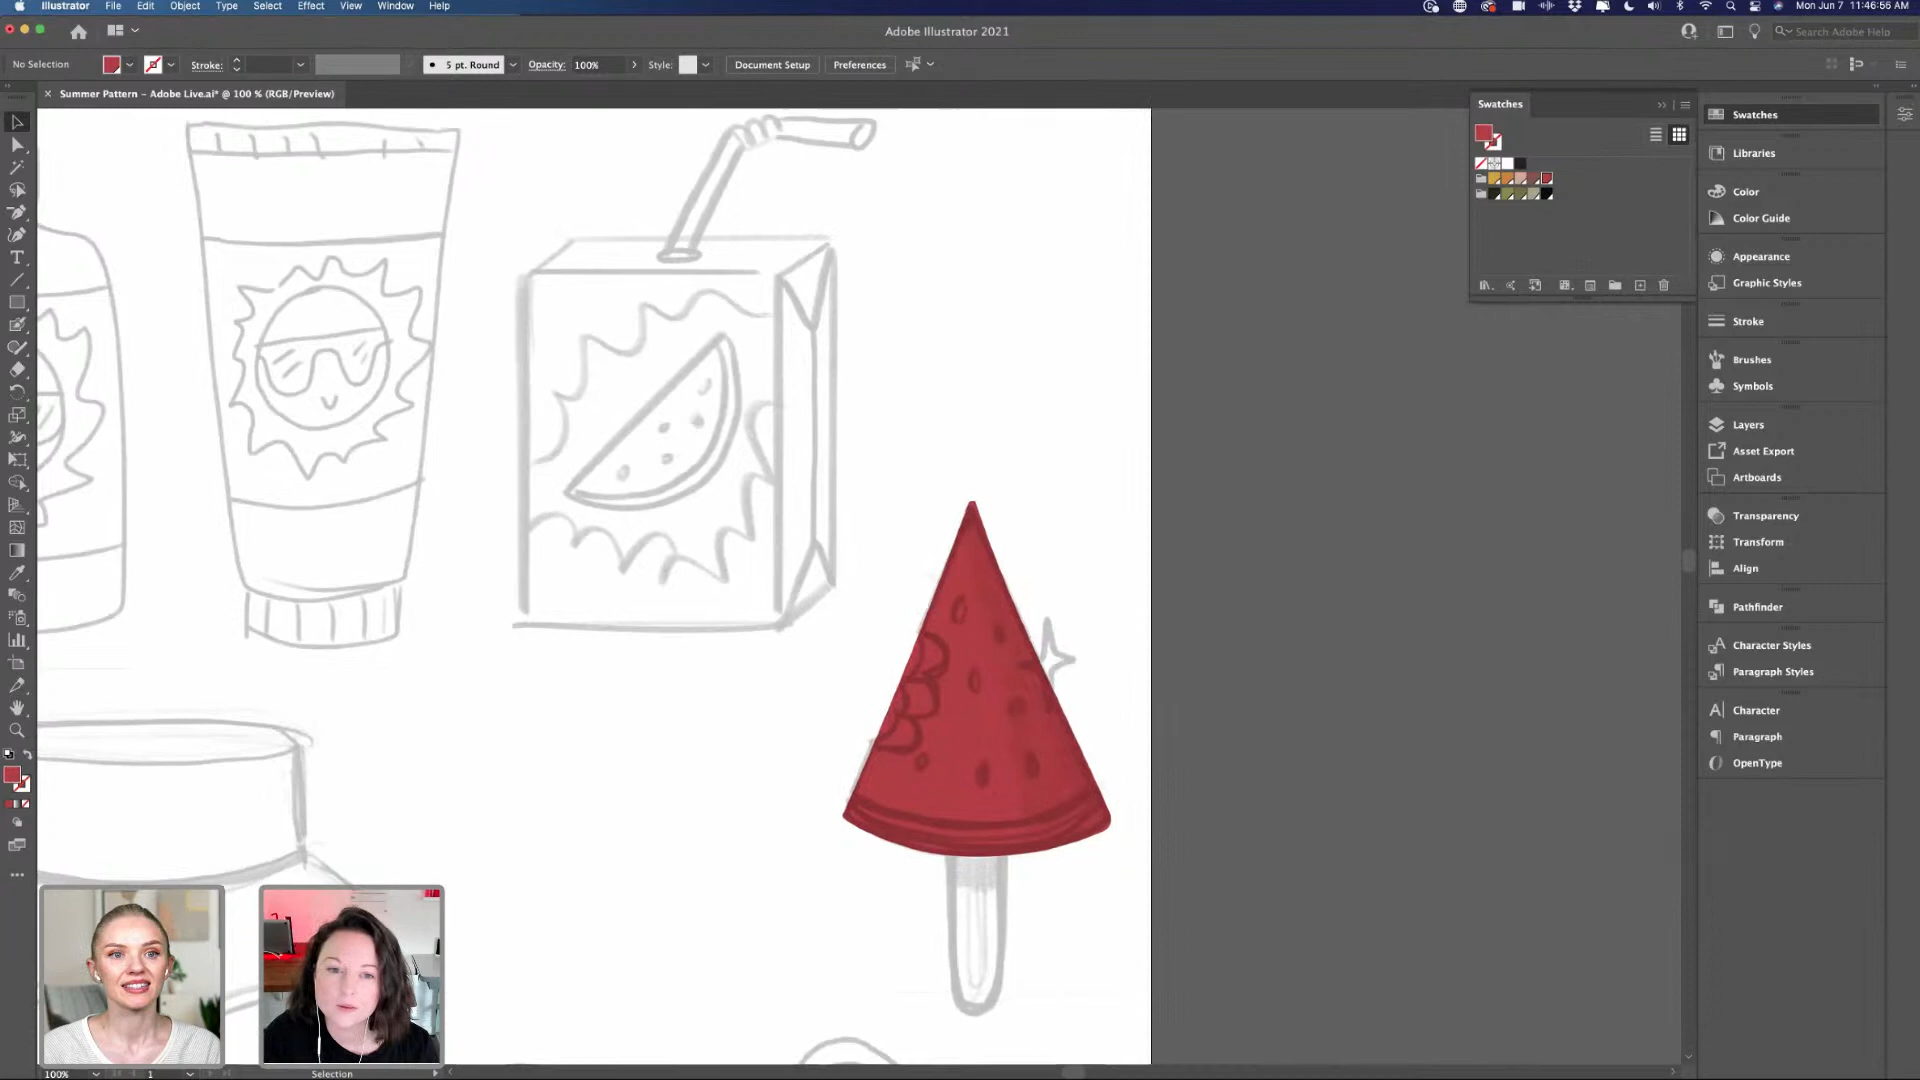 Illustrator File Edit Object Type Select Effect View Window Help
Mon Jun 7 11:46:56 AM
Adobe Illustrator 2021
Search Adobe Help
No Selection
Stroke:
5 pt. Round
Opacity: 100%
Style:
Document Setup
Preferences
× Summer Pattern – Adobe Live.ai* @ 100 % (RGB/Preview)
Swatches
Swatches
Libraries
Color
Color Guide
Appearance
Graphic Styles
Stroke
Brushes
Symbols
Layers
Asset Export
Artboards
Transparency
Transform
Align
Pathfinder
Character Styles
Paragraph Styles
Character
Paragraph
OpenType
100%
1
Selection